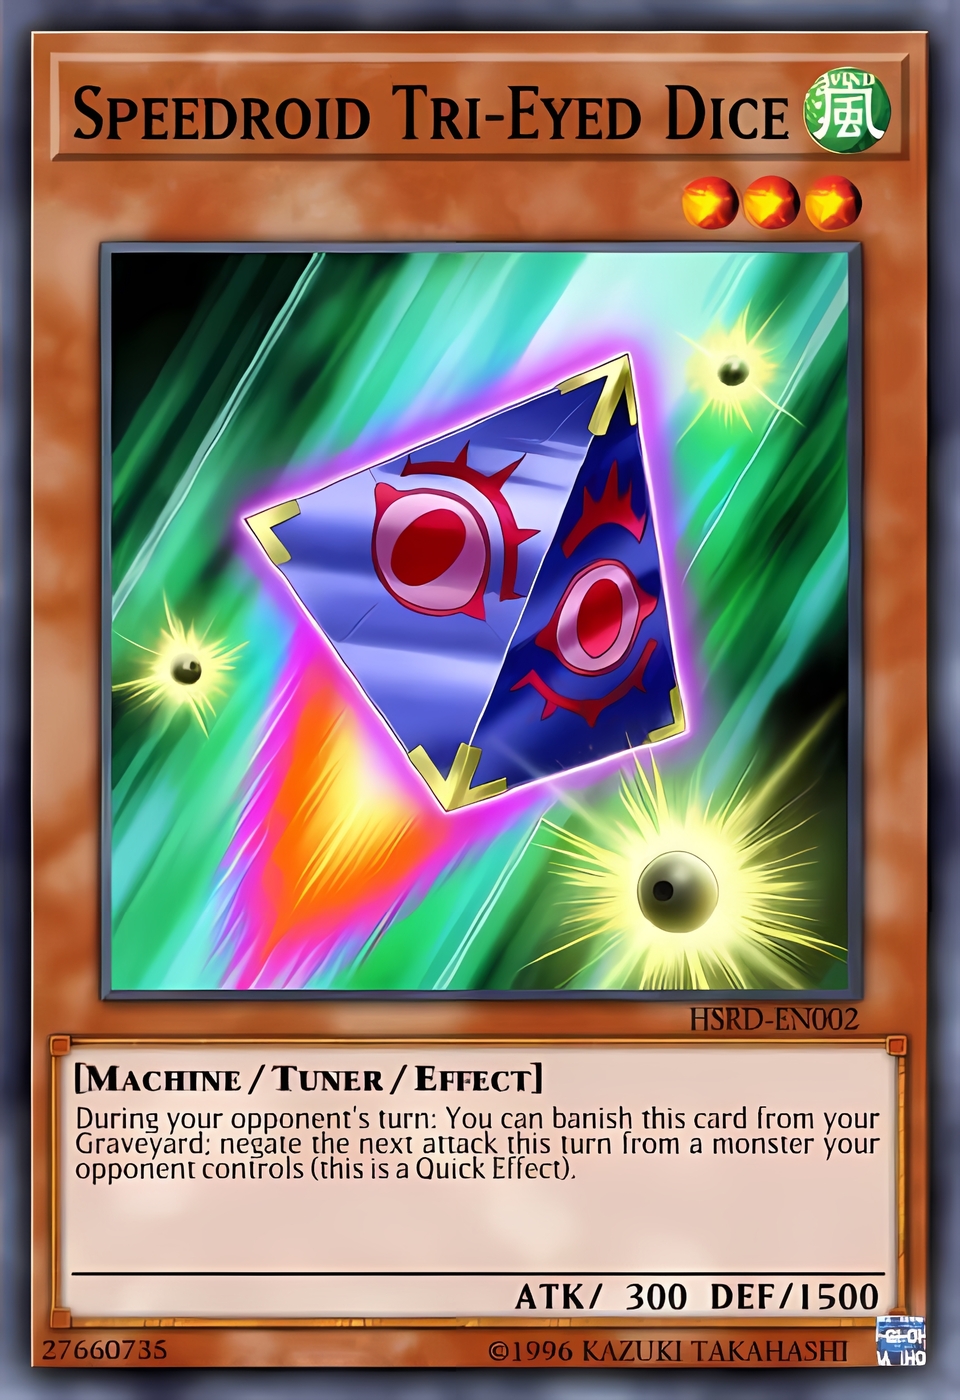 SPEEDROID TRI-EYED DICE
WIND
風
HSRD-EN002
[MACHINE / TUNER / EFFECT]
During your opponent's turn: You can banish this card from your
Graveyard; negate the next attack this turn from a monster your
opponent controls (this is a Quick Effect).
ATK/ 300 DEF/1500
27660735
©1996 KAZUKI TAKAHASHI